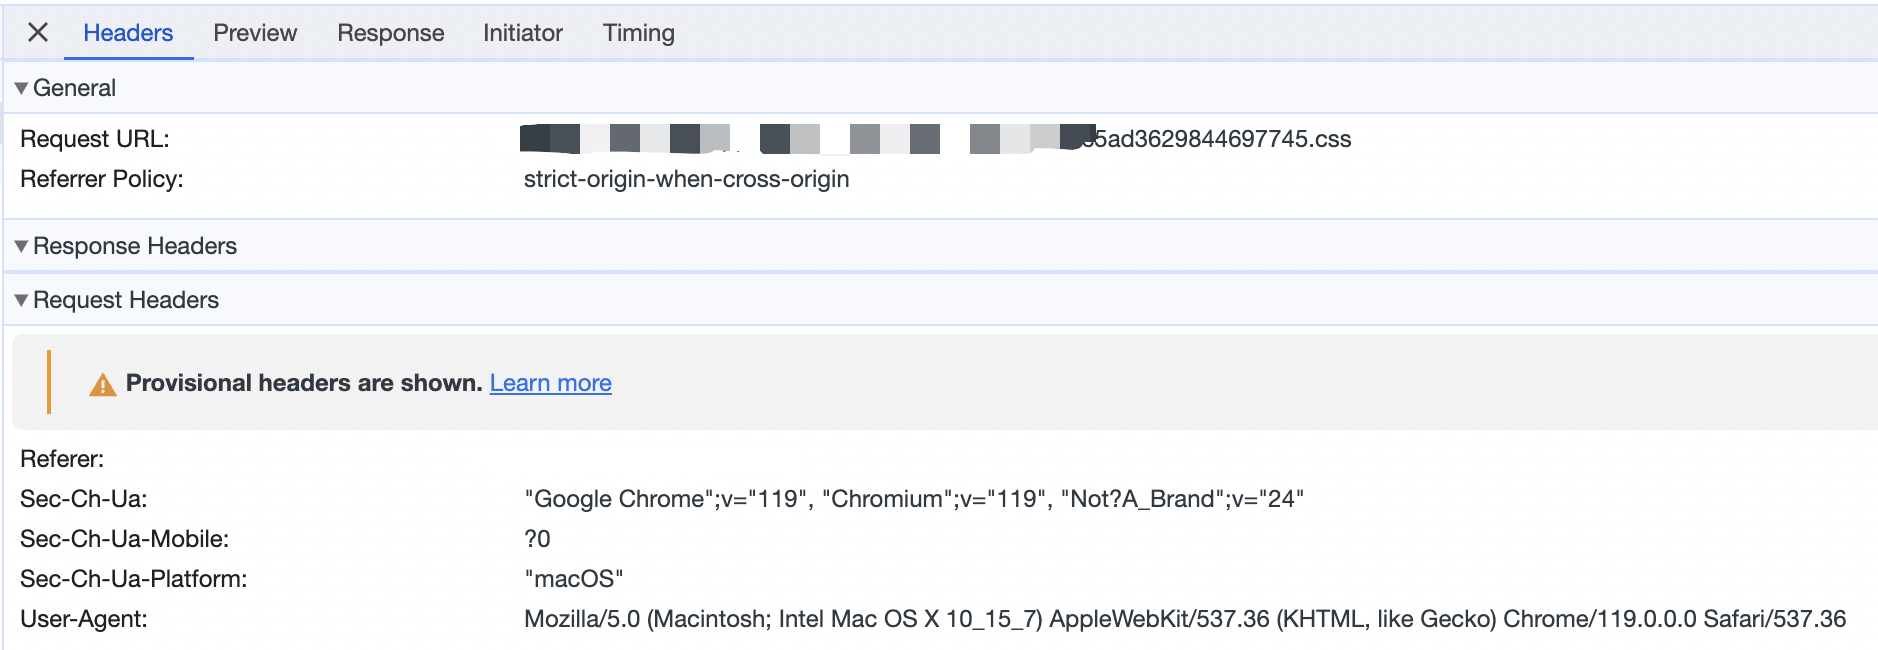 Headers Preview Response Initiator Timing
General
Request URL: 5ad3629844697745.css
Referrer Policy: strict-origin-when-cross-origin
Response Headers
Request Headers
Provisional headers are shown. Learn more
Referer:
Sec-Ch-Ua: "Google Chrome";v="119", "Chromium";v="119", "Not?A_Brand";v="24"
Sec-Ch-Ua-Mobile: ?0
Sec-Ch-Ua-Platform: "macOS"
User-Agent: Mozilla/5.0 (Macintosh; Intel Mac OS X 10_15_7) AppleWebKit/537.36 (KHTML, like Gecko) Chrome/119.0.0.0 Safari/537.36